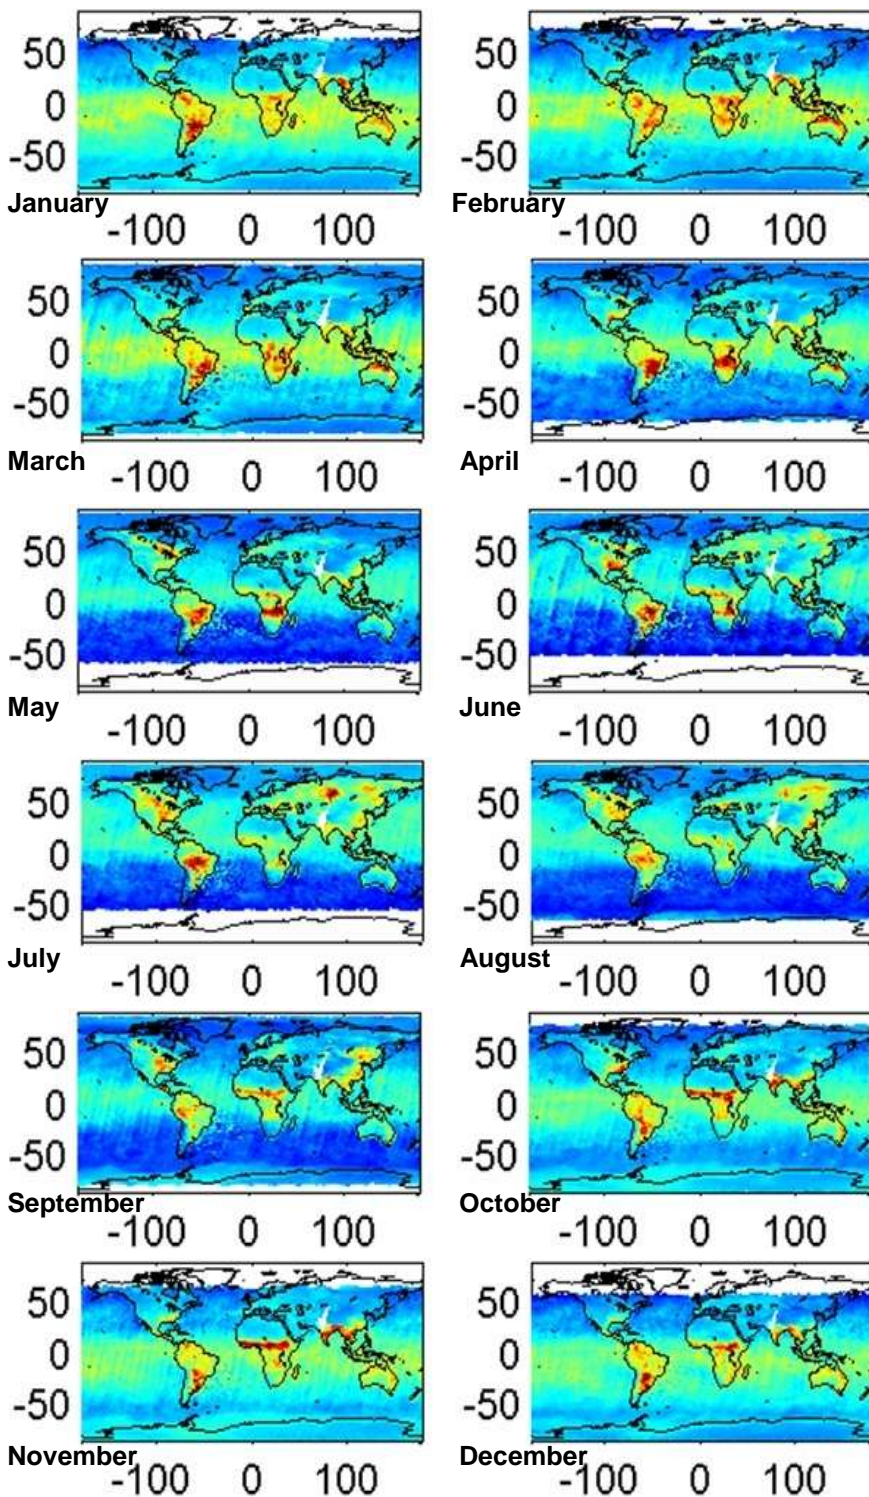 50 50
0 0
-50 -50
January February
-100 0 100 -100 0 100
50 50
0 0
-50 -50
March April
-100 0 100 -100 0 100
50 50
0 0
-50 -50
May June
-100 0 100 -100 0 100
50 50
0 0
-50 -50
July August
-100 0 100 -100 0 100
50 50
0 0
-50 -50
September October
-100 0 100 -100 0 100
50 50
0 0
-50 -50
November December
-100 0 100 -100 0 100